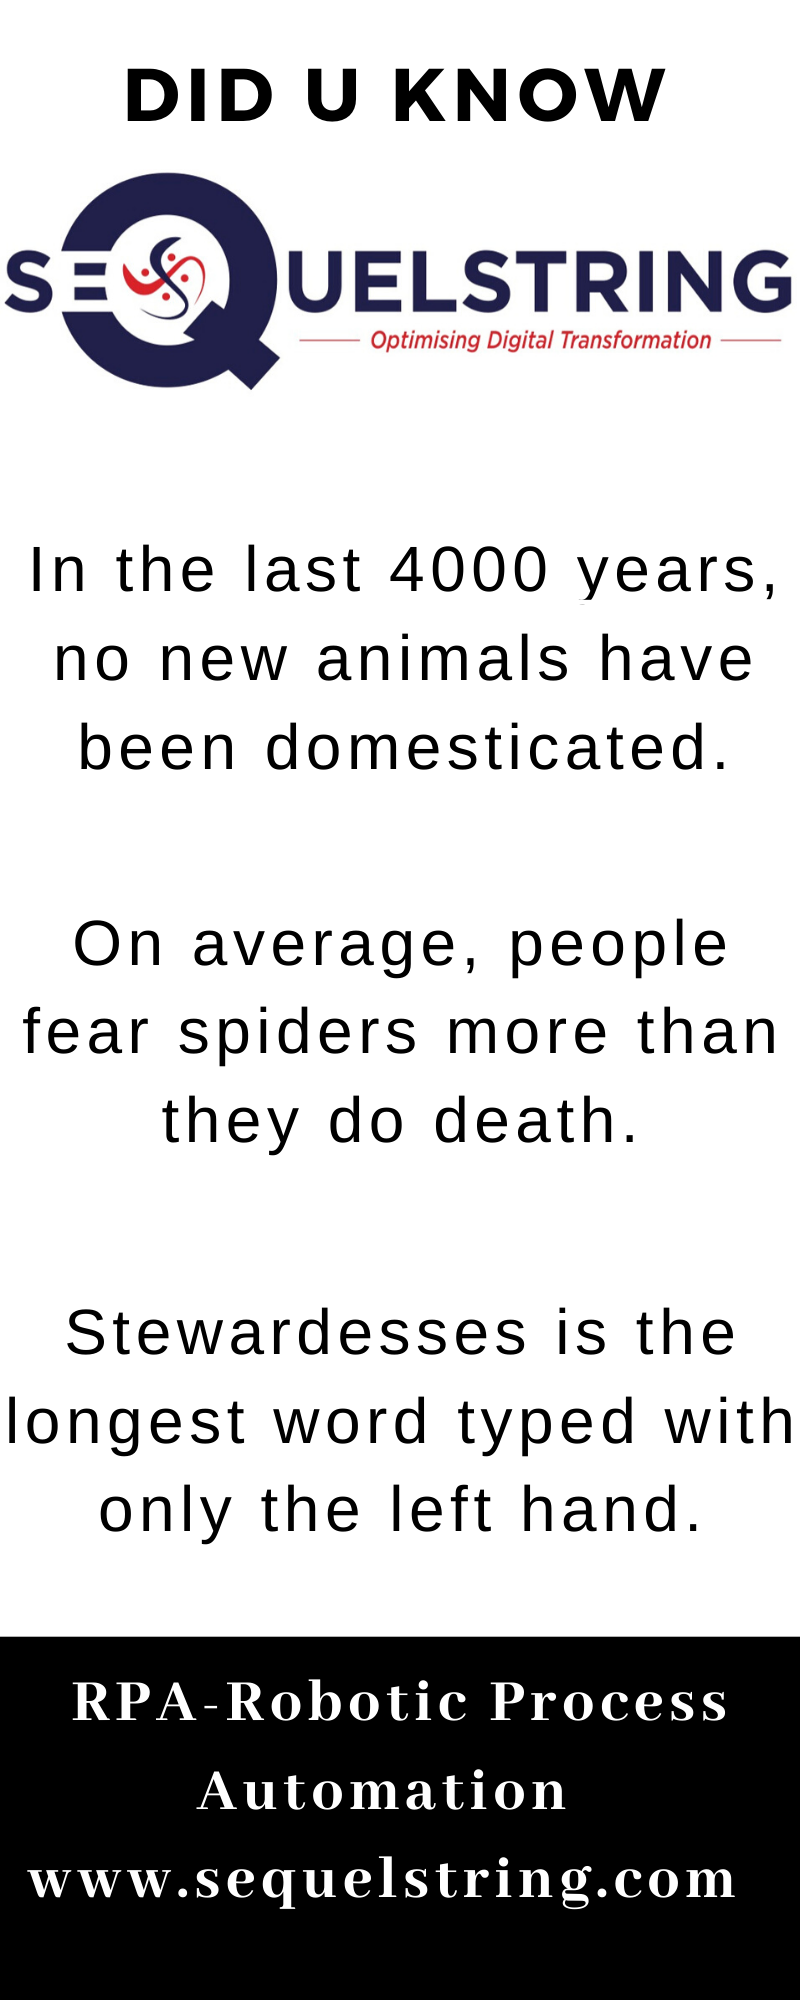 DID U KNOW
SEQUELSTRING
Optimising Digital Transformation
In the last 4000 years,
no new animals have
been domesticated.
On average, people
fear spiders more than
they do death.
Stewardesses is the
longest word typed with
only the left hand.
RPA-Robotic Process
Automation
www.sequelstring.com